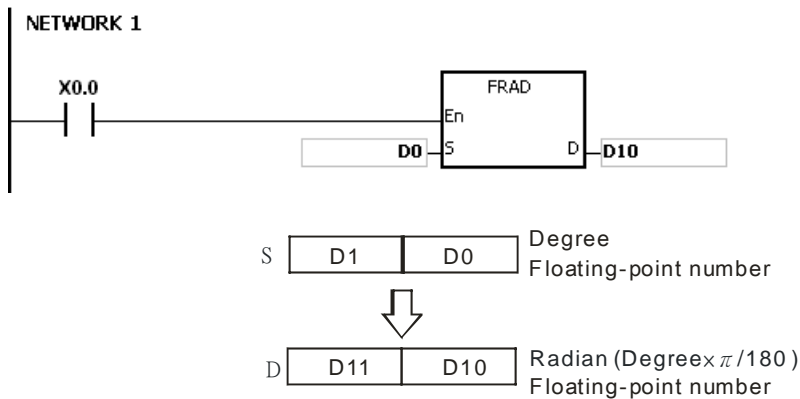 NETWORK 1
X0.0
FRAD
En
D0 S D D10
S D1 D0 Degree
Floating-point number
D D11 D10 Radian (Degree×π/180)
Floating-point number